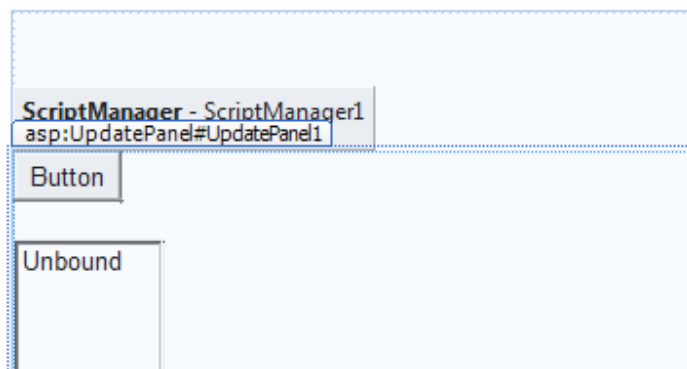 ScriptManager - ScriptManager1
asp:UpdatePanel#UpdatePanel1
Button
Unbound